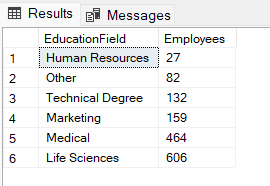 Results Messages
EducationField Employees
1 Human Resources 27
2 Other 82
3 Technical Degree 132
4 Marketing 159
5 Medical 464
6 Life Sciences 606